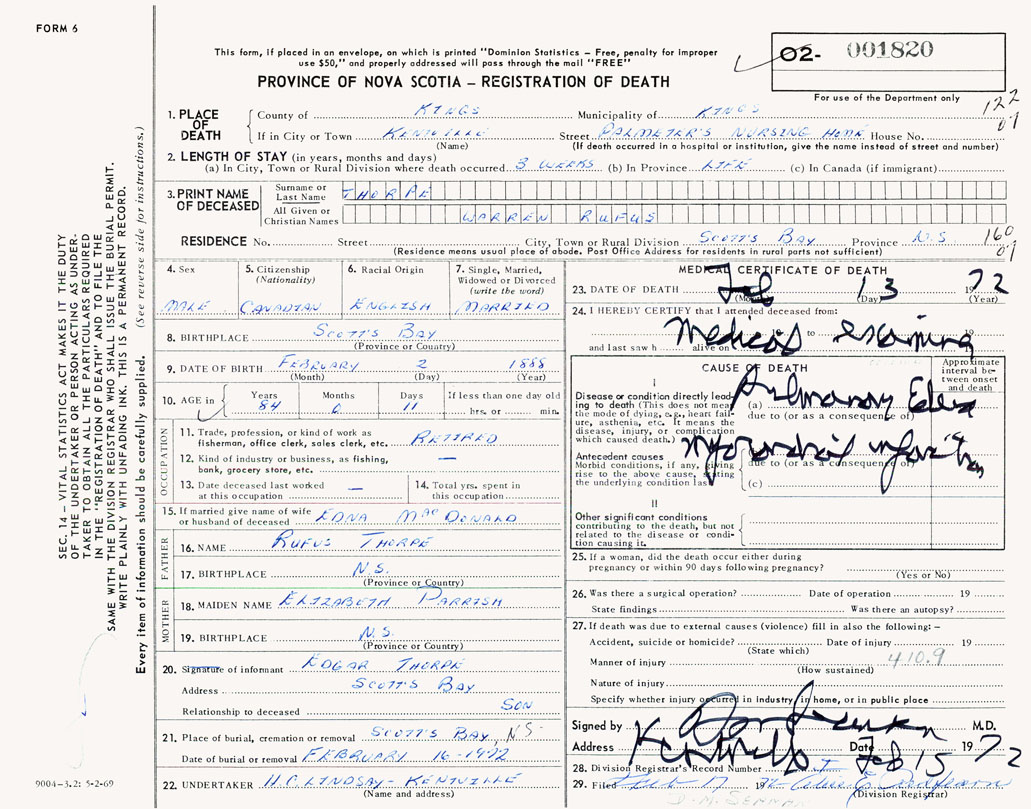 FORM 6
This form, if placed in an envelope, on which is printed "Dominion Statistics – Free, penalty for improper
use $50," and properly addressed will pass through the mail "FREE"
O2- 001820
PROVINCE OF NOVA SCOTIA – REGISTRATION OF DEATH
For use of the Department only
122
07
1. PLACE OF DEATH
County of KINGS Municipality of KINGS
If in City or Town KENTVILLE Street PALMETER'S NURSING HOME House No.
(Name) (If death occurred in a hospital or institution, give the name instead of street and number)
2. LENGTH OF STAY (in years, months and days)
(a) In City, Town or Rural Division where death occurred 3 WEEKS (b) In Province LIFE (c) In Canada (if immigrant)
3. PRINT NAME OF DECEASED
Surname or Last Name THORPE
All Given or Christian Names WARREN RUFUS
RESIDENCE No. Street City, Town or Rural Division SCOTT'S BAY Province N.S.
160
07
(Residence means usual place of abode. Post Office Address for residents in rural parts not sufficient)
4. Sex
MALE
5. Citizenship (Nationality)
CANADIAN
6. Racial Origin
ENGLISH
7. Single, Married, Widowed or Divorced (write the word)
MARRIED
8. BIRTHPLACE SCOTT'S BAY
(Province or Country)
9. DATE OF BIRTH FEBRUARY 2 1888
(Month) (Day) (Year)
10. AGE in Years Months Days If less than one day old
84 0 11 hrs. or min.
OCCUPATION
11. Trade, profession, or kind of work as
fisherman, office clerk, sales clerk, etc. RETIRED
12. Kind of industry or business, as fishing,
bank, grocery store, etc. —
13. Date deceased last worked
at this occupation —
14. Total yrs. spent in
this occupation
15. If married give name of wife
or husband of deceased EDNA MACDONALD
FATHER
16. NAME RUFUS THORPE
17. BIRTHPLACE N.S.
(Province or Country)
MOTHER
18. MAIDEN NAME ELIZABETH PARRISH
19. BIRTHPLACE N.S.
(Province or Country)
20. Signature of informant EDGAR THORPE
Address SCOTT'S BAY
Relationship to deceased SON
21. Place of burial, cremation or removal SCOTT'S BAY, NS
Date of burial or removal FEBRUARY 16-1972
22. UNDERTAKER H.C. LINDSAY- KENTVILLE
(Name and address)
MEDICAL CERTIFICATE OF DEATH
23. DATE OF DEATH Feb 13 1972
(Month) (Day) (Year)
24. I HEREBY CERTIFY that I attended deceased from:
Medical
19 to 19
and last saw h alive on 19
CAUSE OF DEATH
Approximate interval between onset and death
I
Disease or condition directly leading to death (This does not mean
the mode of dying, e.g., heart failure, asthenia, etc. It means the
disease, injury, or complication
which caused death.)
(a) Pulmonary Edema
due to (or as a consequence of)
Myocardial infarction
Antecedent causes
Morbid conditions, if any, giving
rise to the above cause, stating
the underlying condition last
due to (or as a consequence of)
(c)
II
Other significant conditions
contributing to the death, but not
related to the disease or condition causing it.
25. If a woman, did the death occur either during
pregnancy or within 90 days following pregnancy?
(Yes or No)
26. Was there a surgical operation? Date of operation 19
State findings Was there an autopsy?
27. If death was due to external causes (violence) fill in also the following:–
Accident, suicide or homicide? Date of injury 19
(State which)
Manner of injury 410.9
(How sustained)
Nature of injury
Specify whether injury occurred in industry, in home, or in public place
Signed by M.D.
Address Kentville Date Feb 15 1972
28. Division Registrar's Record Number
29. Filed Feb 17 1972
(Division Registrar)
SEC. 14 – VITAL STATISTICS ACT MAKES IT THE DUTY
OF THE UNDERTAKER OR PERSON ACTING AS UNDERTAKER TO OBTAIN ALL THE PARTICULARS REQUIRED
IN THE "REGISTRATION OF DEATH" AND FILE THE
SAME WITH THE DIVISION REGISTRAR WHO SHALL ISSUE THE BURIAL PERMIT.
WRITE PLAINLY WITH UNFADING INK. THIS IS A PERMANENT RECORD.
Every item of information should be carefully supplied. (See reverse side for instructions.)
9004-3.2: 5-2-69